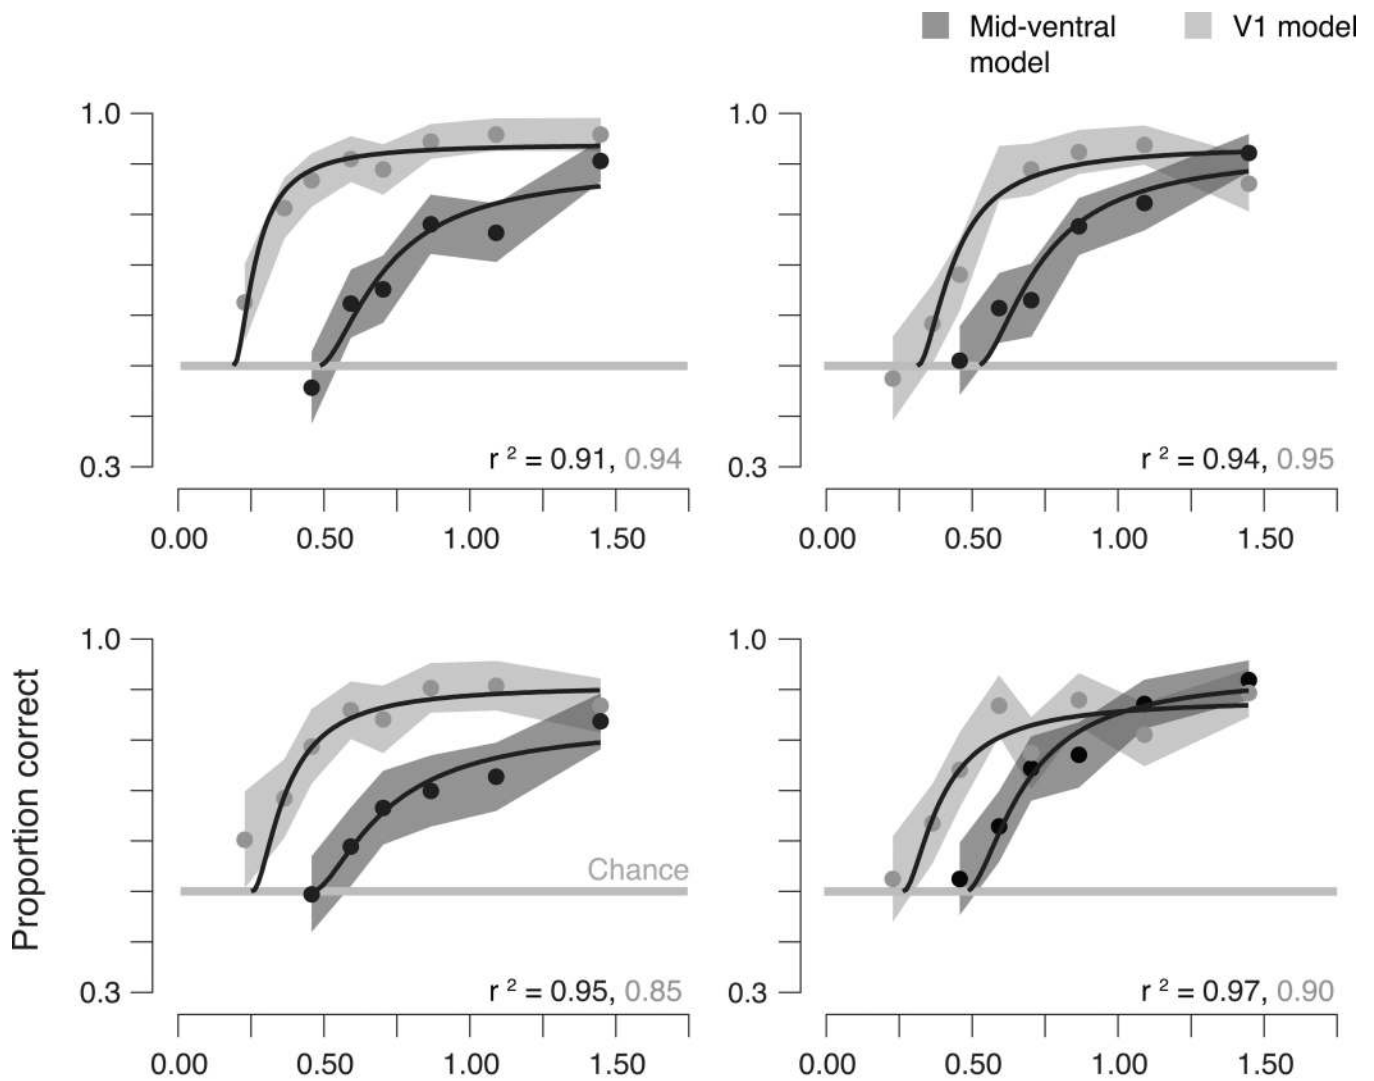 Mid-ventral model
V1 model
1.0
0.3
r 2 = 0.91, 0.94
0.00 0.50 1.00 1.50
1.0
0.3
r 2 = 0.94, 0.95
0.00 0.50 1.00 1.50
Proportion correct
1.0
0.3
Chance
r 2 = 0.95, 0.85
0.00 0.50 1.00 1.50
1.0
0.3
r 2 = 0.97, 0.90
0.00 0.50 1.00 1.50